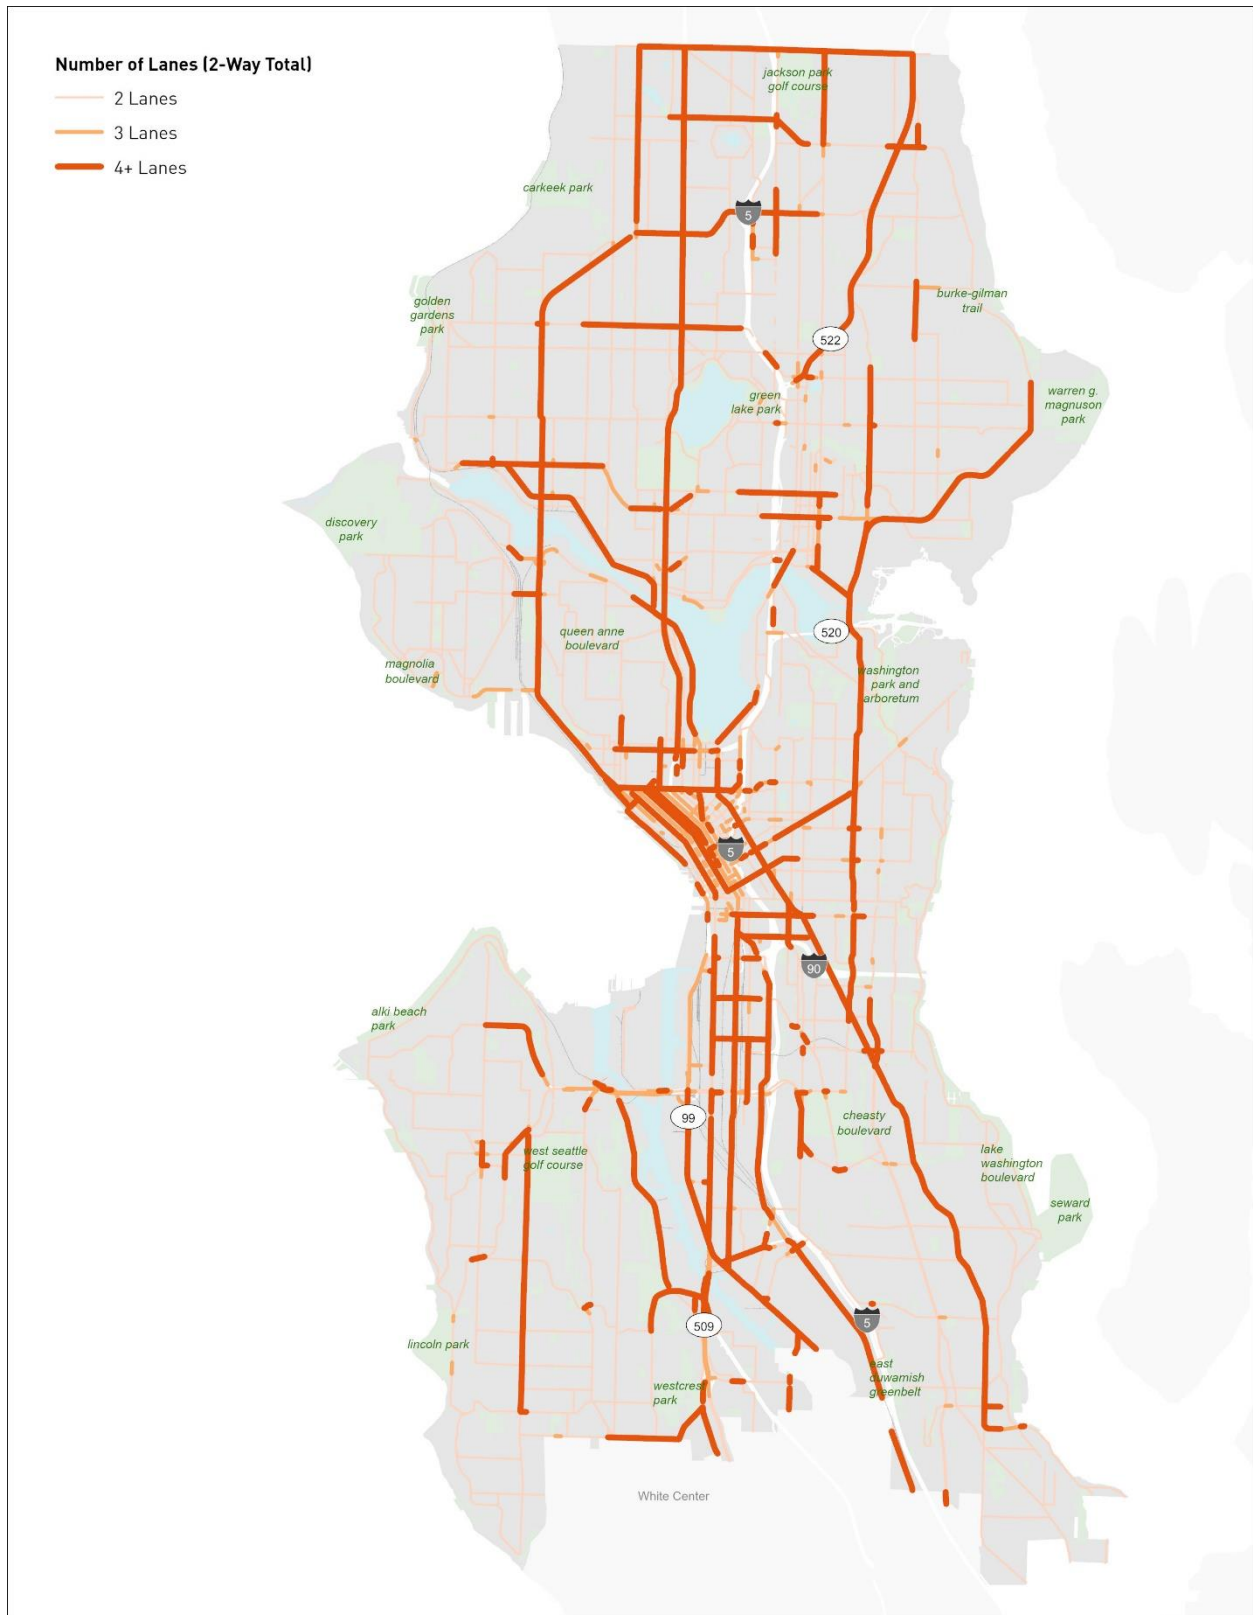 Number of Lanes (2-Way Total)
2 Lanes
3 Lanes
4+ Lanes
jackson park
golf course
carkeek park
5
golden
gardens
park
burke-gilman
trail
522
green
lake park
warren g.
magnuson
park
discovery
park
queen anne
boulevard
520
magnolia
boulevard
washington
park and
arboretum
5
90
alki beach
park
99
cheasty
boulevard
west seattle
golf course
lake
washington
boulevard
seward
park
lincoln park
509
5
east
duwamish
greenbelt
westcrest
park
White Center